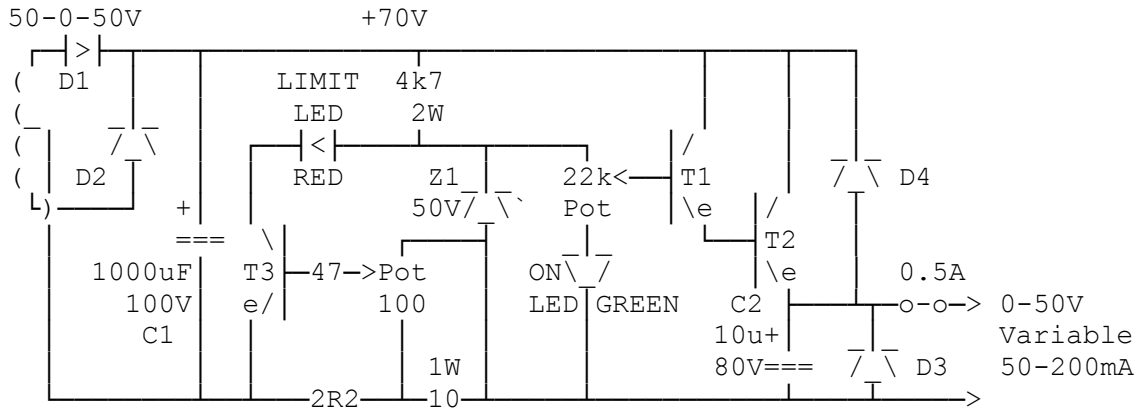 50-0-50V +70V
D1 LIMIT 4k7
LED 2W
D2 RED Z1 22k< T1 D4
+ 50V Pot \e
=== T2
1000uF T3 47 >Pot ON \e 0.5A
100V e/ 100 LED GREEN C2 o-o > 0-50V
C1 10u+ Variable
1W 80V=== D3 50-200mA
2R2 10 >